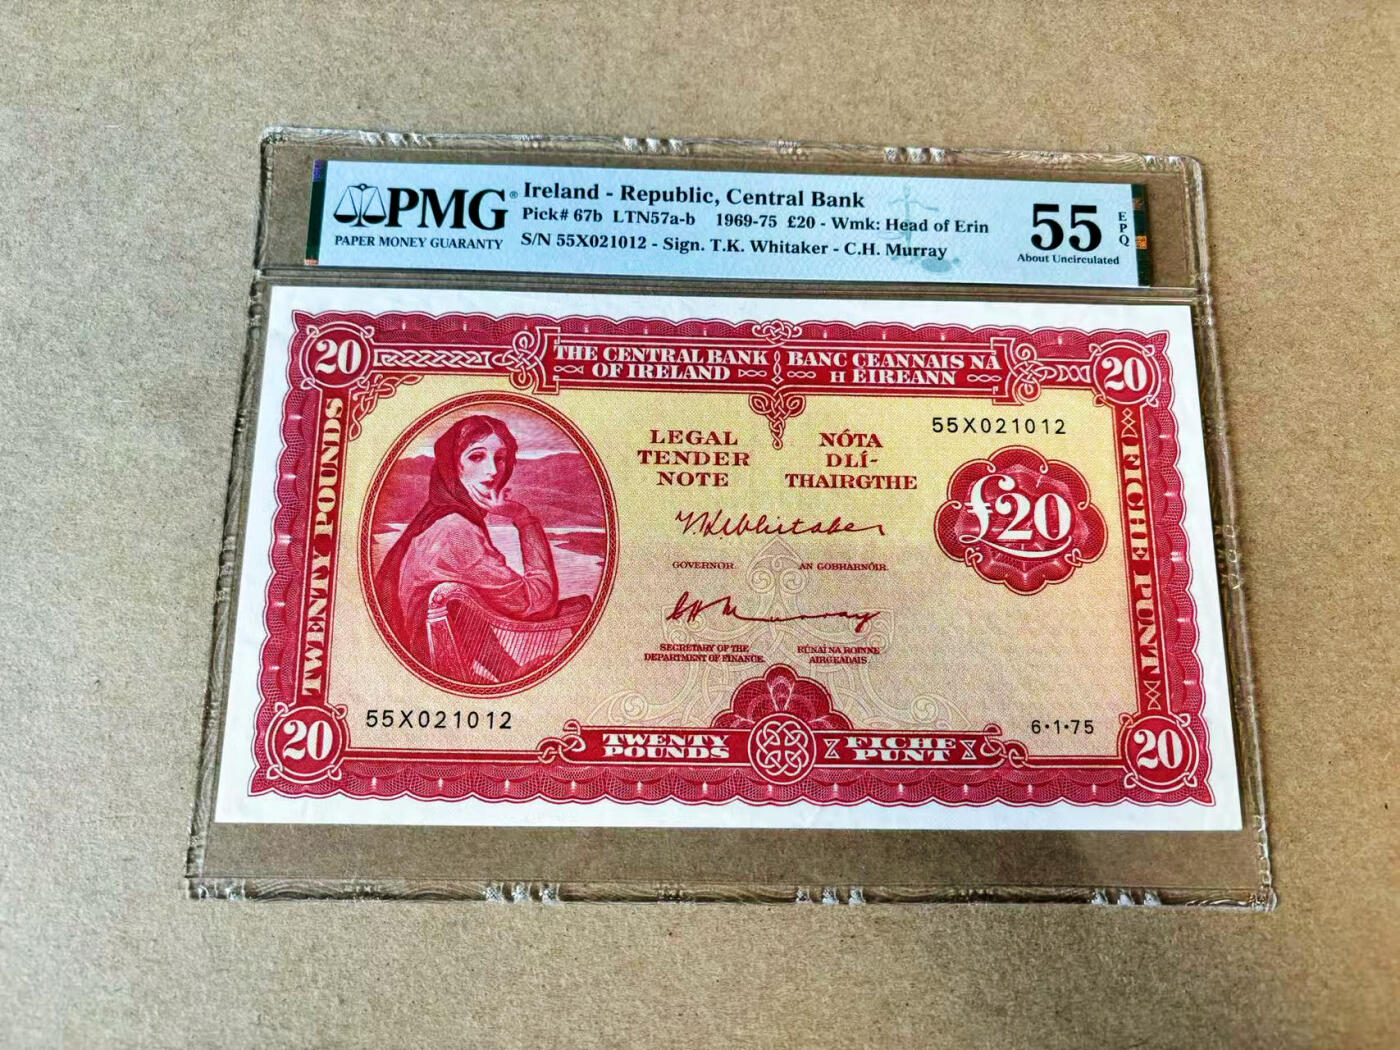 PMG®
PAPER MONEY GUARANTY
Ireland - Republic, Central Bank
Pick# 67b LTN57a-b 1969-75 £20 - Wmk: Head of Erin
S/N 55X021012 - Sign. T.K. Whitaker - C.H. Murray
55
EPQ
About Uncirculated
20
THE CENTRAL BANK
OF IRELAND
BANC CEANNAIS NA
H EIREANN
20
55X021012
LEGAL
TENDER
NOTE
NÓTA
DLÍ-
THAIRGTHE
TWENTY POUNDS
£20
FICHE PUNT
T.K. Whitaker
GOVERNOR.
AN GOBHARNÓIR.
C H Murray
SECRETARY OF THE
DEPARTMENT OF FINANCE.
RÚNAÍ NA ROINNE
AIRGEADAIS.
55X021012
6·1·75
20
TWENTY
POUNDS
FICHE
PUNT
20